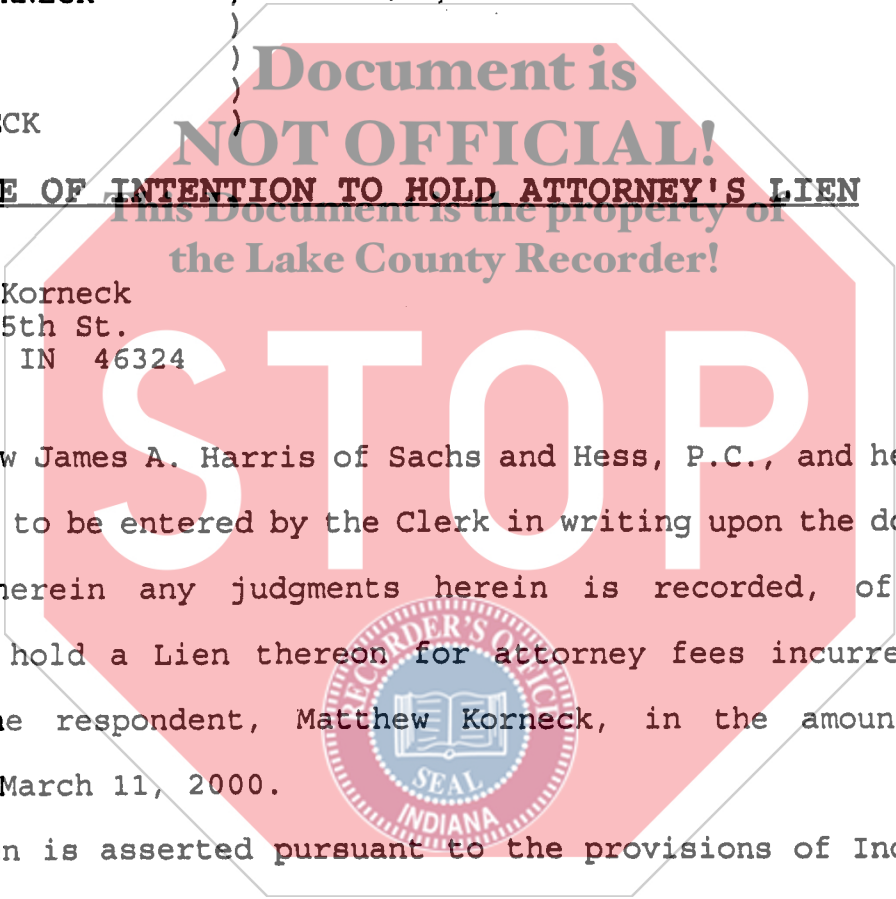 Document is
CK
NOT OFFICIAL!
E OF INTENTION TO HOLD ATTORNEY'S LIEN
This Document is the property of
the Lake County Recorder!
Korneck
5th St.
IN 46324
STOP
w James A. Harris of Sachs and Hess, P.C., and he
to be entered by the Clerk in writing upon the do
herein any judgments herein is recorded, of
hold a Lien thereon for attorney fees incurre
e respondent, Matthew Korneck, in the amoun
March 11, 2000.
n is asserted pursuant to the provisions of Ind
RECORDER'S OFFICE
SEAL
INDIANA